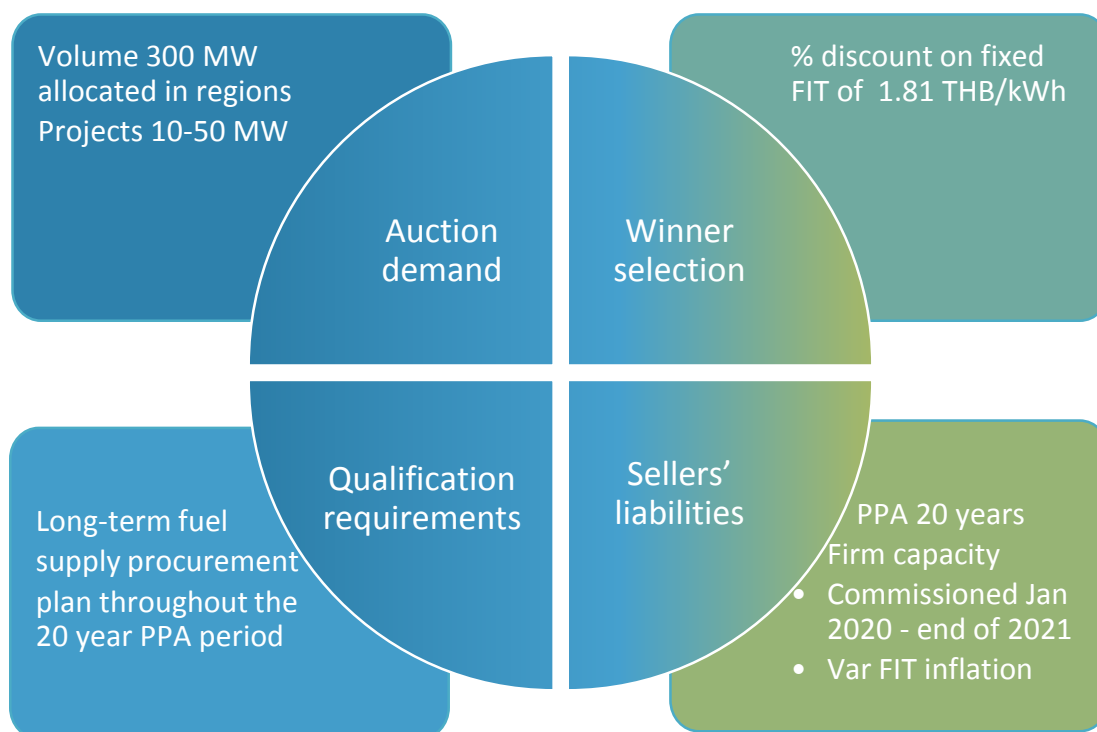 Volume 300 MW
allocated in regions
Projects 10-50 MW
% discount on fixed
FIT of 1.81 THB/kWh
Auction
demand
Winner
selection
Qualification
requirements
Sellers’
liabilities
Long-term fuel
supply procurement
plan throughout the
20 year PPA period
PPA 20 years
Firm capacity
• Commissioned Jan
2020 - end of 2021
• Var FIT inflation